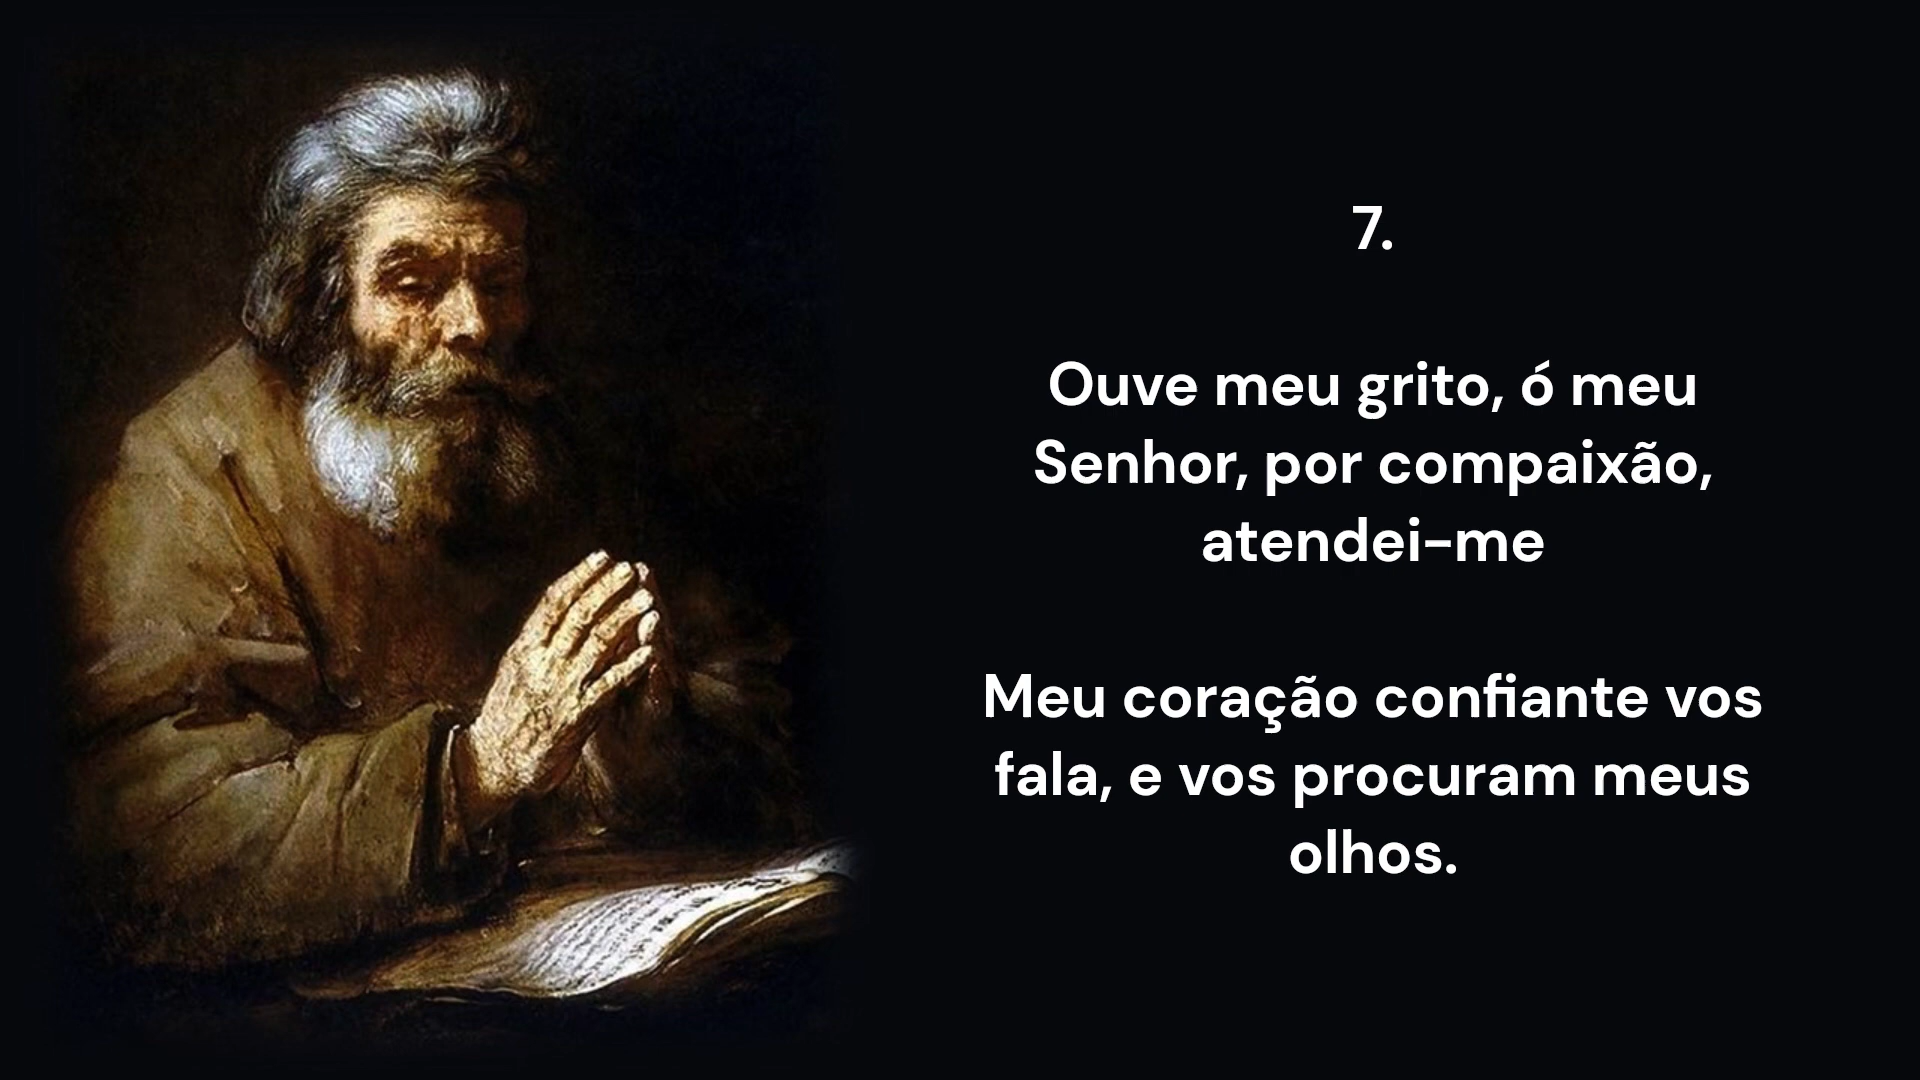 7.
Ouve meu grito, ó meu
Senhor, por compaixão,
atendei-me
Meu coração confiante vos
fala, e vos procuram meus
olhos.